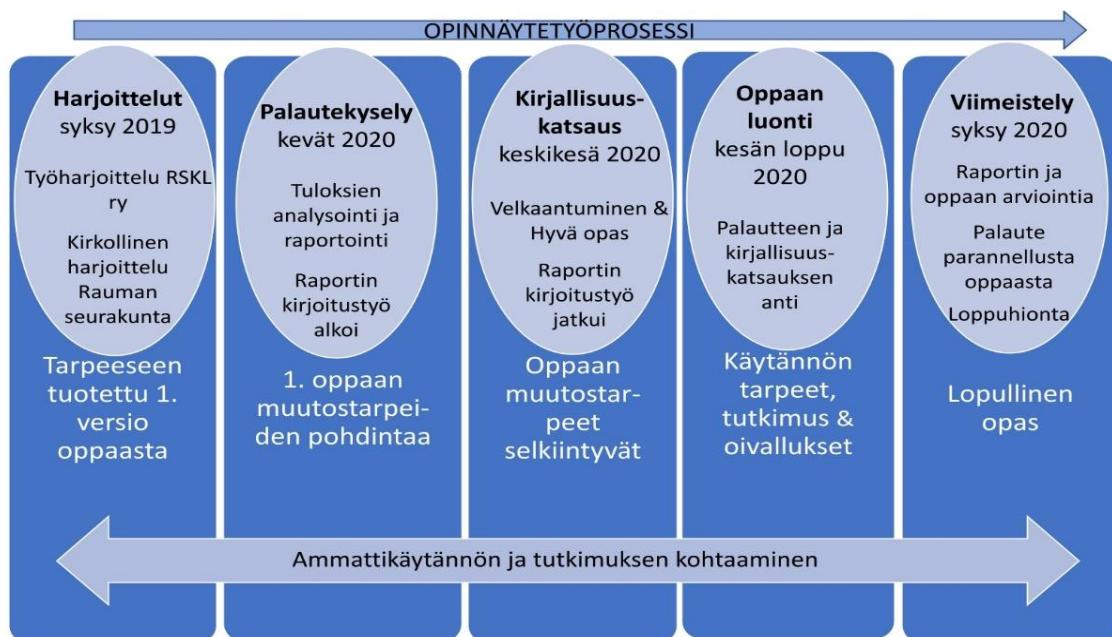 OPINNÄYTETYÖPROSESSI
Harjoittelut
syksy 2019
Työharjoittelu RSKL
ry
Kirkollinen
harjoittelu
Rauman
seurakunta
Tarpeeseen
tuotettu 1.
versio
oppaasta
Palautekysely
kevät 2020
Tuloksien
analysointi ja
raportointi
Raportin
kirjoitustyö
alkoi
1. oppaan
muutostarpei-
den pohdintaa
Kirjallisuus-
katsaus
keskikesä 2020
Velkaantuminen &
Hyvä opas
Raportin
kirjoitustyö
jatkui
Oppaan
muutostar-
peet
selkiintyvät
Oppaan
luonti
kesän loppu
2020
Palautteen ja
kirjallisuus-
katsauksen
anti
Käytännön
tarpeet,
tutkimus &
oivallukset
Viimeistely
syksy 2020
Raportin ja
oppaan arviointia
Palaute
parannellusta
oppaasta
Loppuhionta
Lopullinen
opas
Ammattikäytännön ja tutkimuksen kohtaaminen